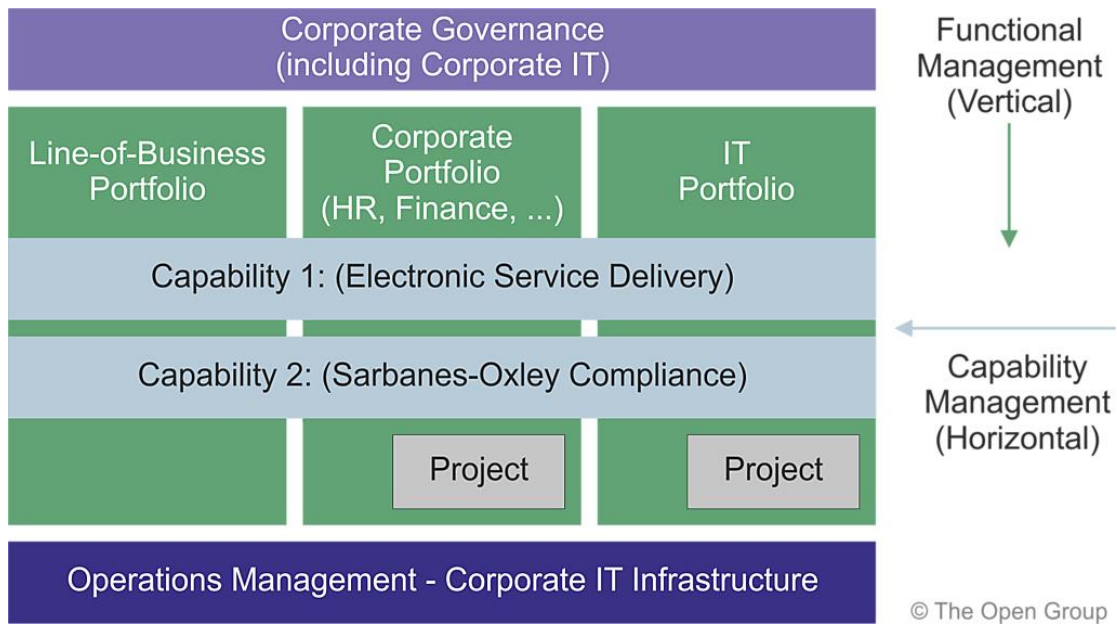 Corporate Governance
(including Corporate IT)
Functional
Management
(Vertical)
Line-of-Business
Portfolio
Corporate
Portfolio
(HR, Finance, ...)
IT
Portfolio
Capability 1: (Electronic Service Delivery)
Capability 2: (Sarbanes-Oxley Compliance)
Capability
Management
(Horizontal)
Project
Project
Operations Management - Corporate IT Infrastructure
© The Open Group